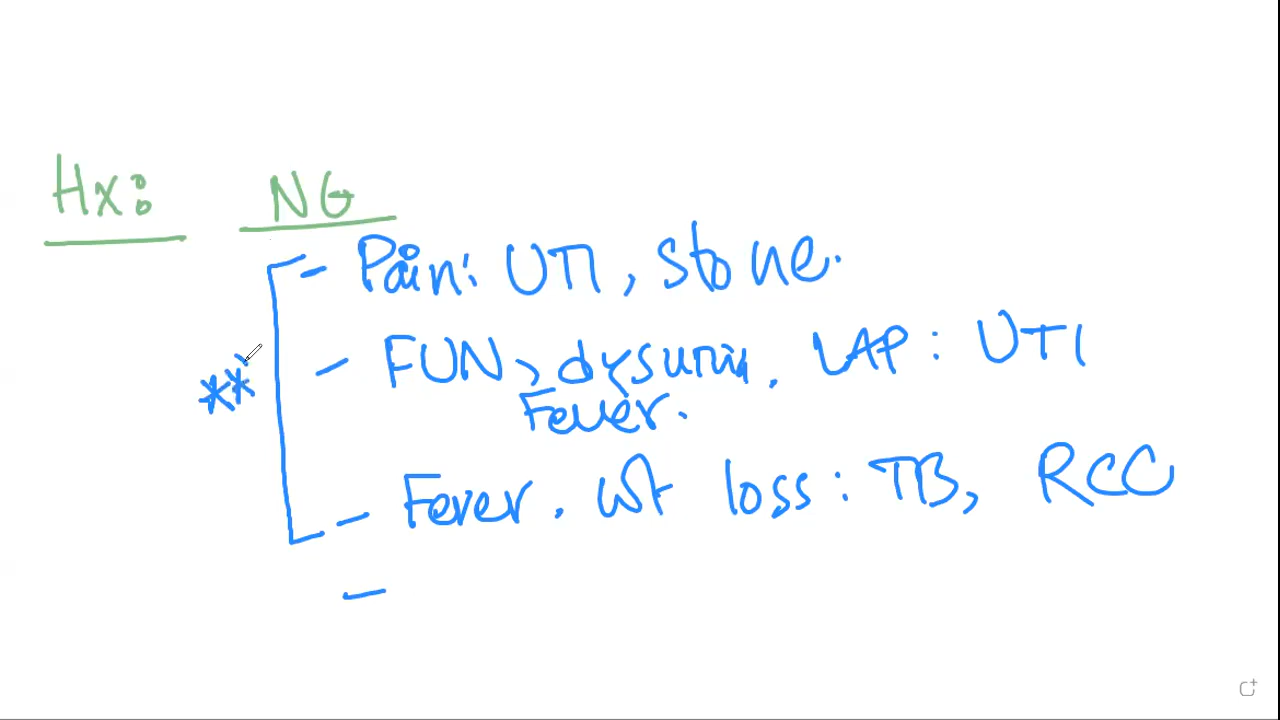 Hx: NG
- Pain: UTI, Stone.
- FUN, dysuria, LAP: UTI
Fever.
**
- Fever, wt loss: TB, RCC
-